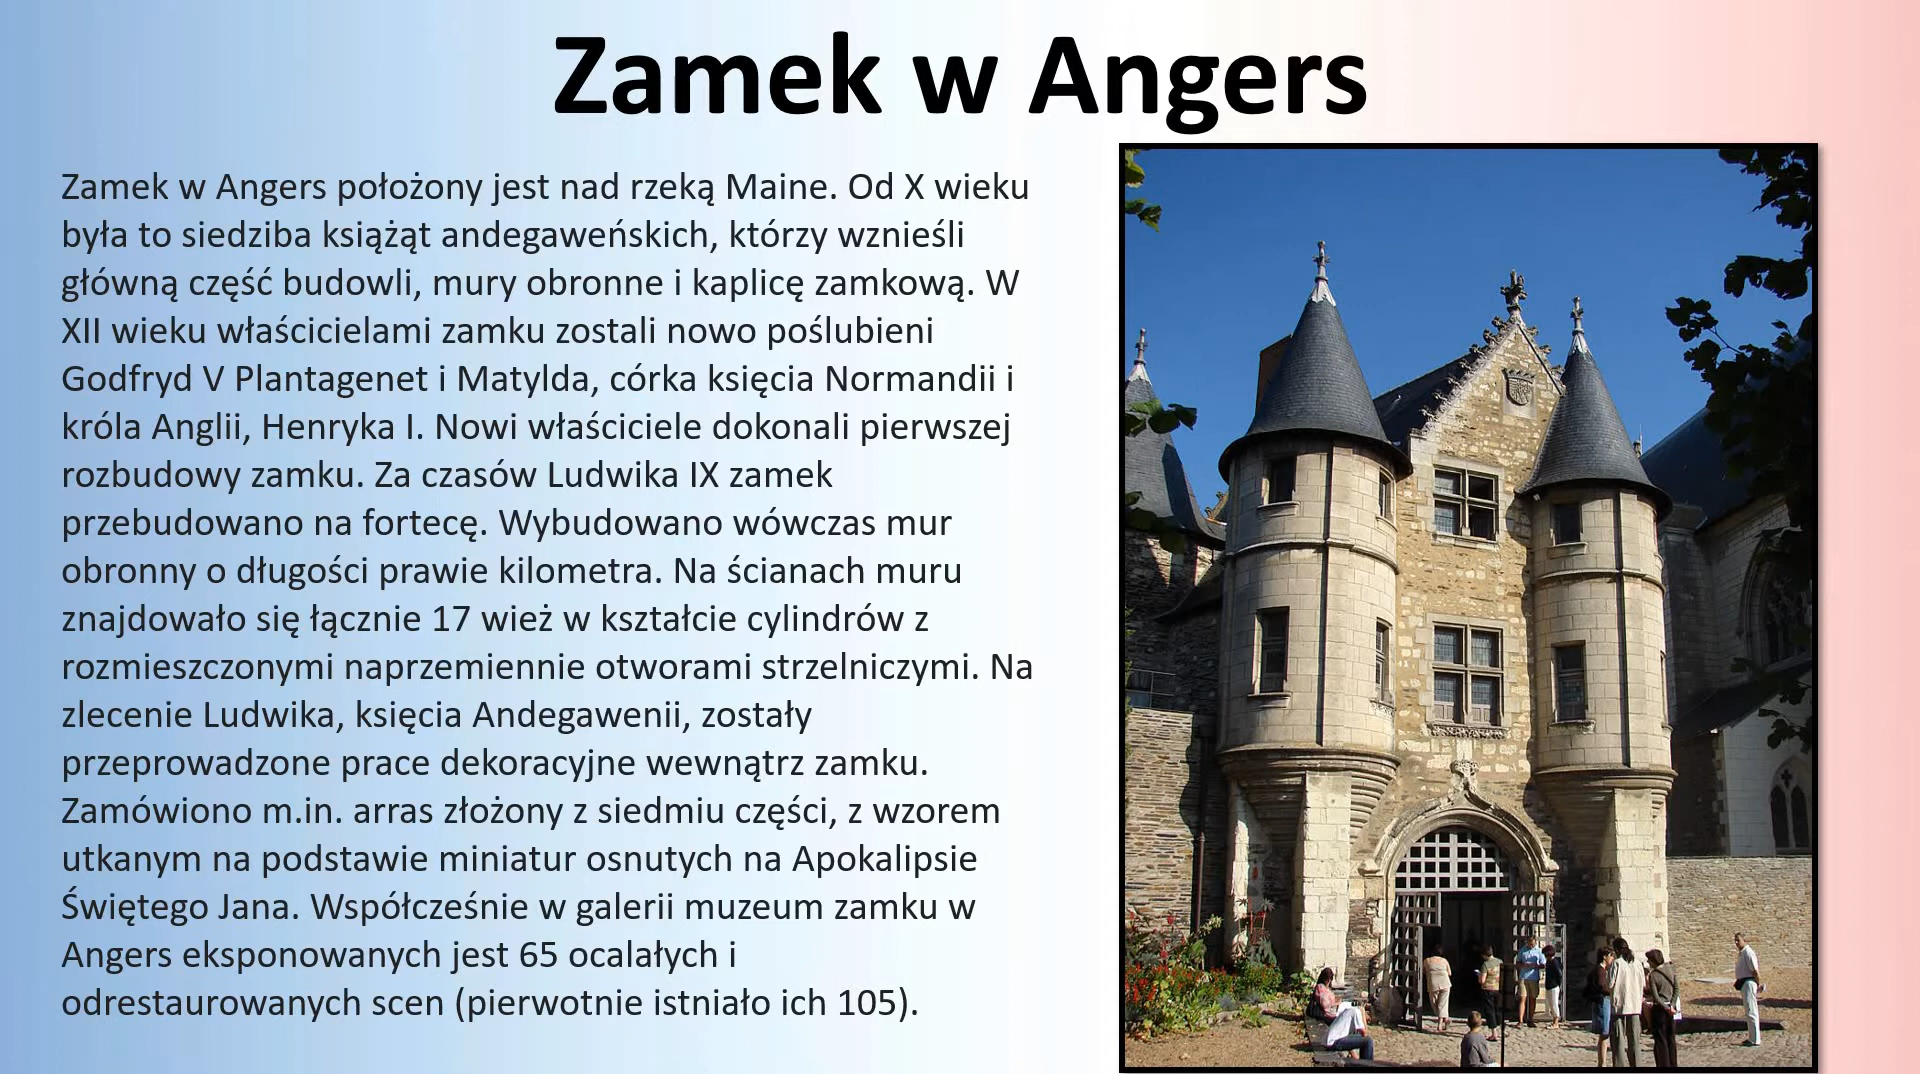 Zamek w Angers
Zamek w Angers położony jest nad rzeką Maine. Od X wieku
była to siedziba książąt andegaweńskich, którzy wznieśli
główną część budowli, mury obronne i kaplicę zamkową. W
XII wieku właścicielami zamku zostali nowo poślubieni
Godfryd V Plantagenet i Matylda, córka księcia Normandii i
króla Anglii, Henryka I. Nowi właściciele dokonali pierwszej
rozbudowy zamku. Za czasów Ludwika IX zamek
przebudowano na fortecę. Wybudowano wówczas mur
obronny o długości prawie kilometra. Na ścianach muru
znajdowało się łącznie 17 wież w kształcie cylindrów z
rozmieszczonymi naprzemiennie otworami strzelniczymi. Na
zlecenie Ludwika, księcia Andegawenii, zostały
przeprowadzone prace dekoracyjne wewnątrz zamku.
Zamówiono m.in. arras złożony z siedmiu części, z wzorem
utkanym na podstawie miniatur osnutych na Apokalipsie
Świętego Jana. Współcześnie w galerii muzeum zamku w
Angers eksponowanych jest 65 ocalałych i
odrestaurowanych scen (pierwotnie istniało ich 105).